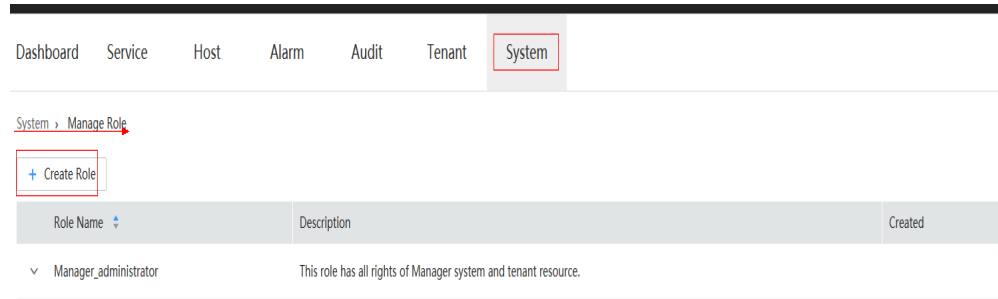 Dashboard Service Host Alarm Audit Tenant System
System › Manage Role
+ Create Role
Role Name Description Created
Manager_administrator This role has all rights of Manager system and tenant resource.